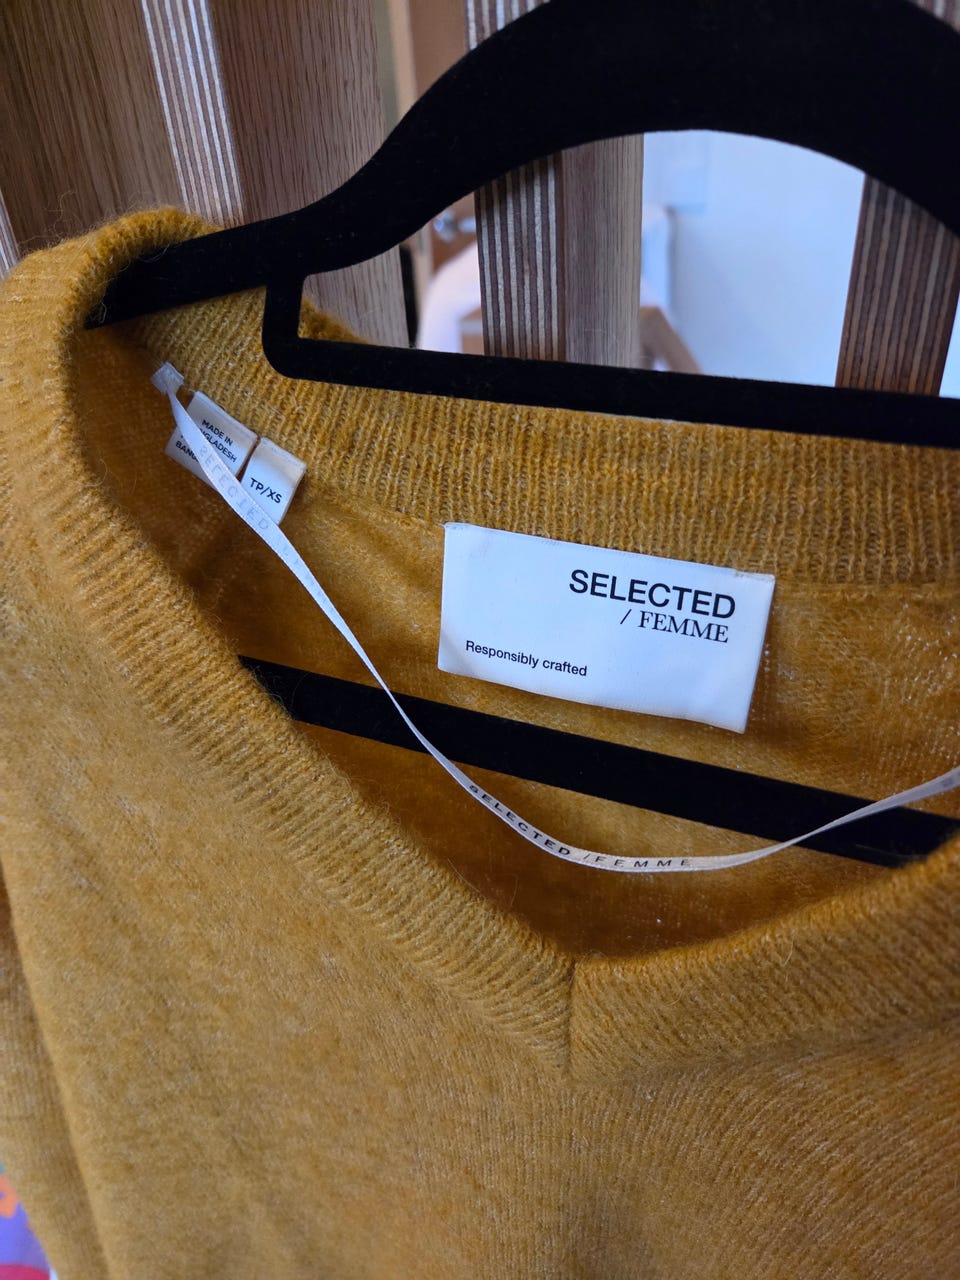 MADE IN
TP/XS
SELECTED
/ FEMME
Responsibly crafted
SELECTED / FEMME